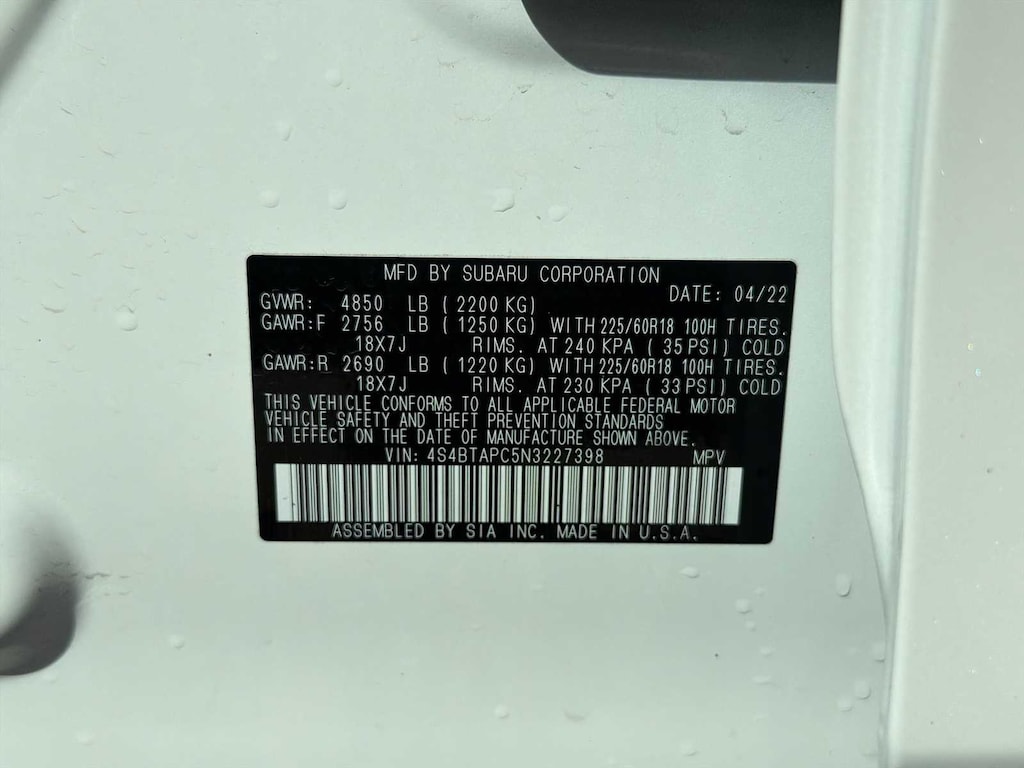 MFD BY SUBARU CORPORATION
DATE: 04/22
GVWR: 4850 LB ( 2200 KG)
GAWR:F 2756 LB ( 1250 KG) WITH 225/60R18 100H TIRES.
18X7J RIMS. AT 240 KPA ( 35 PSI) COLD
GAWR:R 2690 LB ( 1220 KG) WITH 225/60R18 100H TIRES.
18X7J RIMS. AT 230 KPA ( 33 PSI) COLD
THIS VEHICLE CONFORMS TO ALL APPLICABLE FEDERAL MOTOR
VEHICLE SAFETY AND THEFT PREVENTION STANDARDS
IN EFFECT ON THE DATE OF MANUFACTURE SHOWN ABOVE.
VIN: 4S4BTAPC5N3227398 MPV
ASSEMBLED BY SIA INC. MADE IN U.S.A.